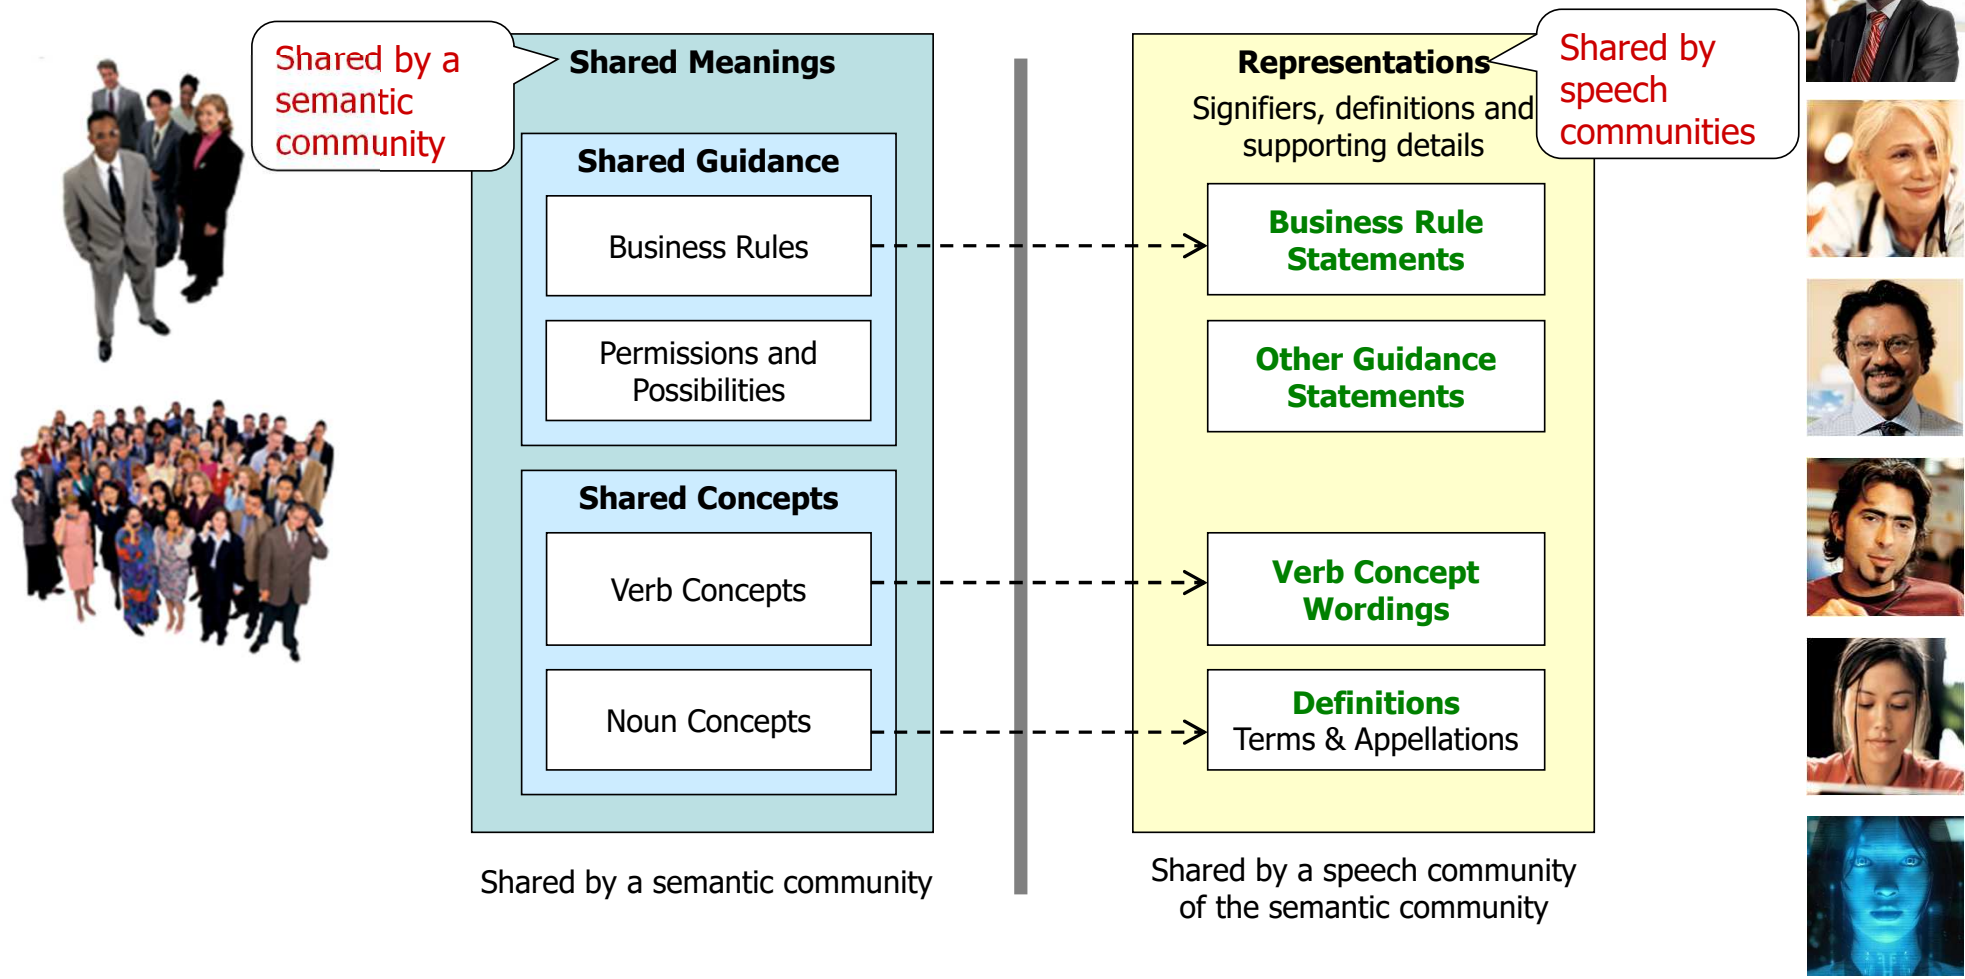 Shared by a
semantic
community
Shared Meanings
Shared Guidance
Business Rules
Permissions and
Possibilities
Shared Concepts
Verb Concepts
Noun Concepts
Shared by a semantic community
Representations
Signifiers, definitions and
supporting details
Shared by
speech
communities
Business Rule
Statements
Other Guidance
Statements
Verb Concept
Wordings
Definitions
Terms & Appellations
Shared by a speech community
of the semantic community